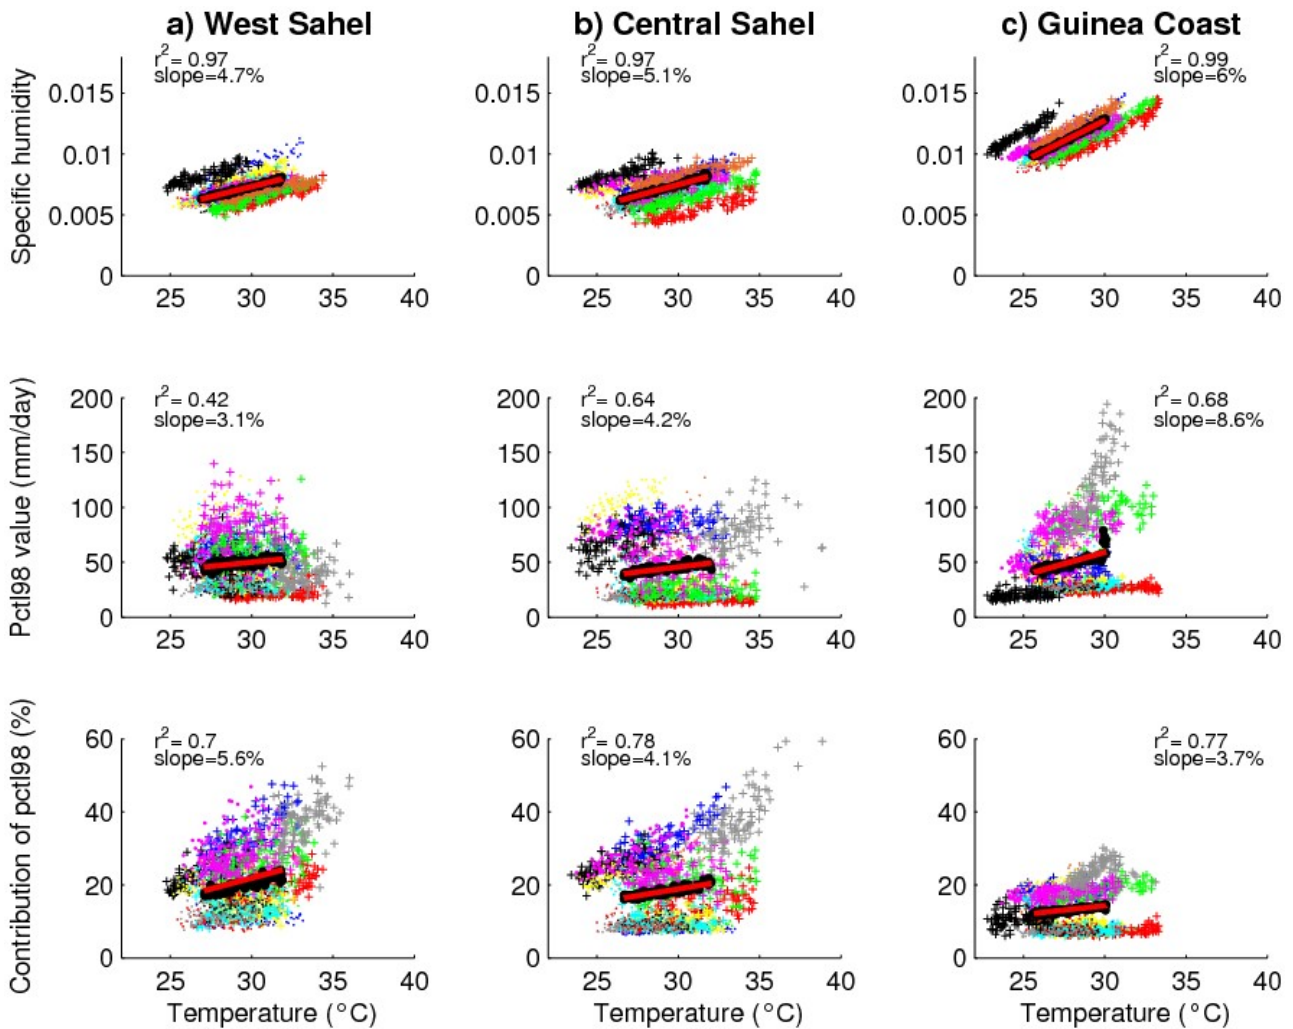 a) West Sahel
b) Central Sahel
c) Guinea Coast
Specific humidity
r² = 0.97
slope=4.7%
0.015
0.01
0.005
0
25 30 35 40
r² = 0.97
slope=5.1%
0.015
0.01
0.005
0
25 30 35 40
r² = 0.99
slope=6%
0.015
0.01
0.005
0
25 30 35 40
Pctl98 value (mm/day)
r² = 0.42
slope=3.1%
200
150
100
50
0
25 30 35 40
r² = 0.64
slope=4.2%
200
150
100
50
0
25 30 35 40
r² = 0.68
slope=8.6%
200
150
100
50
0
25 30 35 40
Contribution of pctl98 (%)
r² = 0.7
slope=5.6%
60
40
20
0
25 30 35 40
Temperature (°C)
r² = 0.78
slope=4.1%
60
40
20
0
25 30 35 40
Temperature (°C)
r² = 0.77
slope=3.7%
60
40
20
0
25 30 35 40
Temperature (°C)